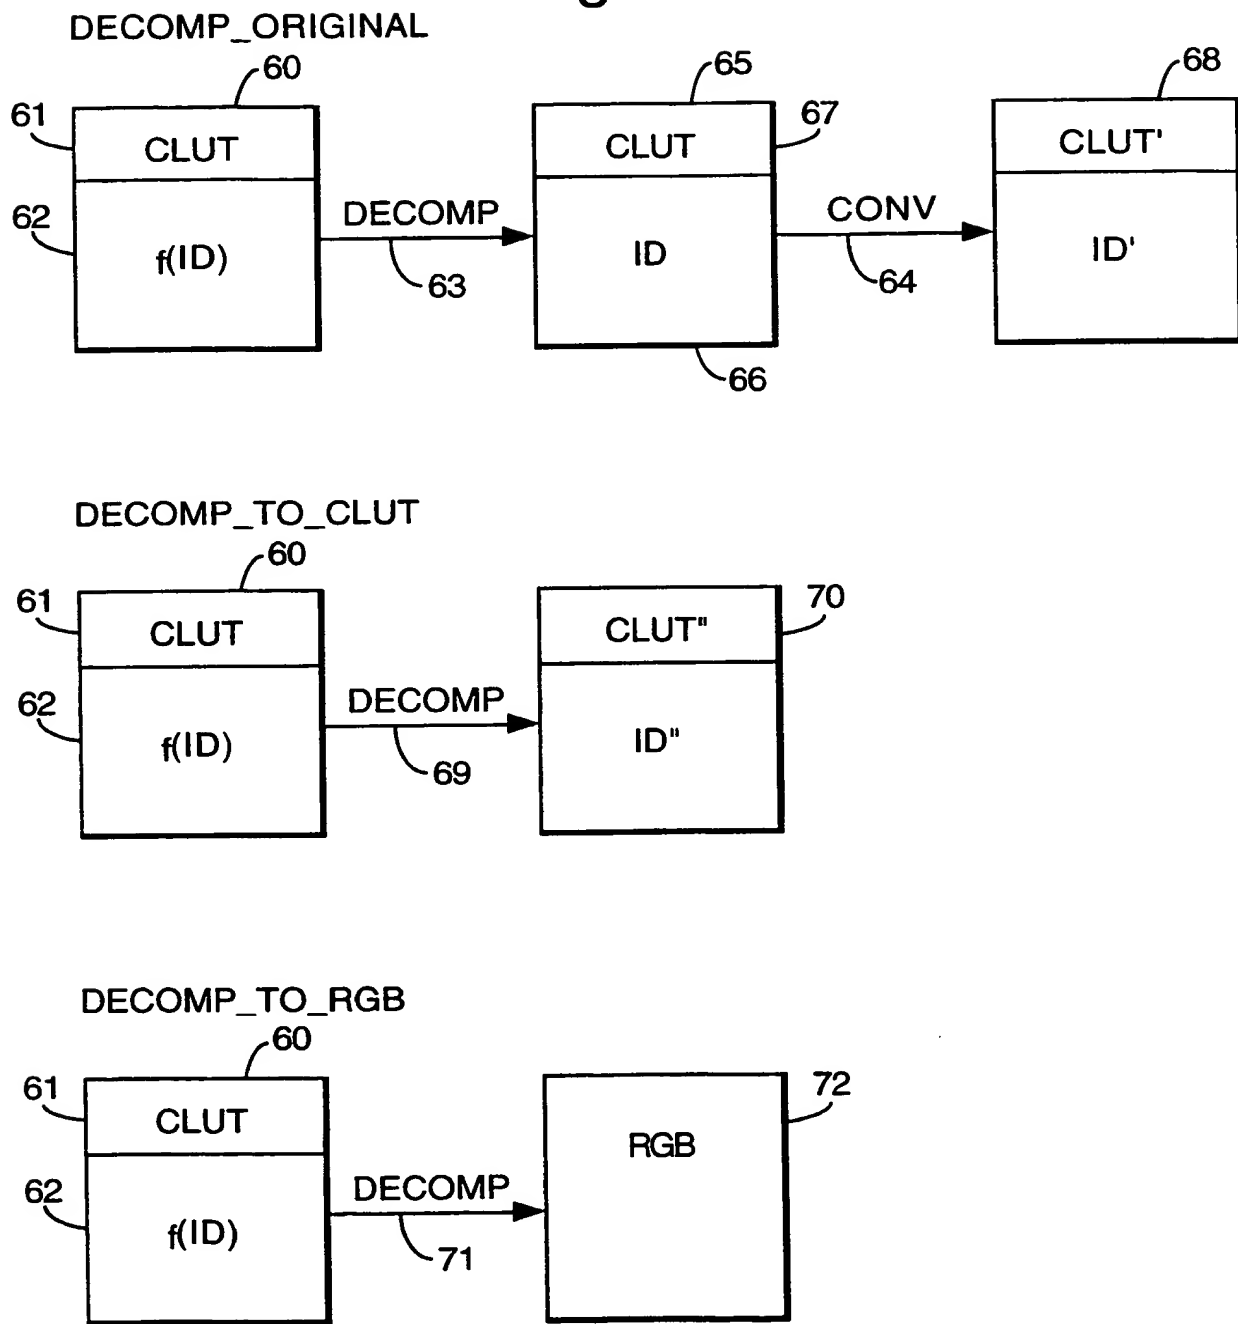 DECOMP_ORIGINAL
60
65
68
61
CLUT
CLUT
67
CLUT'
62
f(ID)
DECOMP
63
ID
CONV
64
ID'
66
DECOMP_TO_CLUT
60
61
CLUT
CLUT"
70
62
f(ID)
DECOMP
69
ID"
DECOMP_TO_RGB
60
61
CLUT
RGB
72
62
f(ID)
DECOMP
71